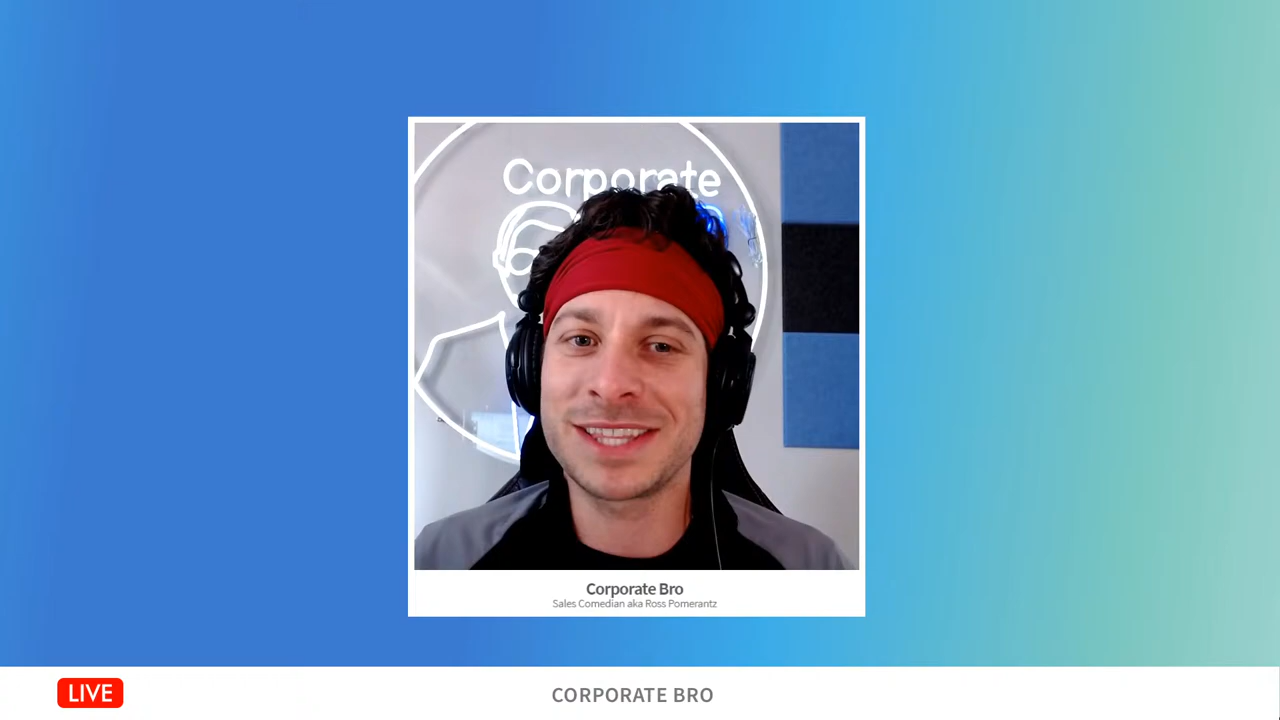 Corporate
Corporate Bro
Sales Comedian aka Ross Pomerantz
LIVE
CORPORATE BRO